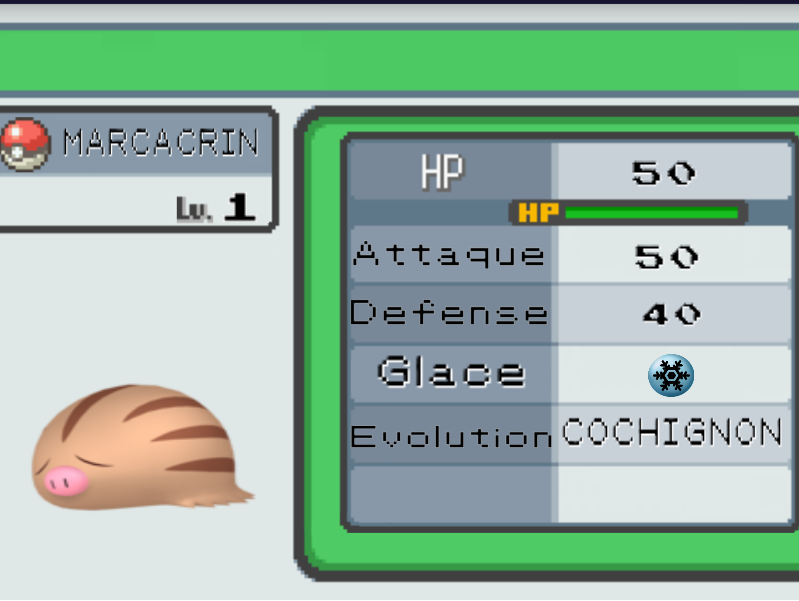 MARCACRIN
Lv. 1
HP 50
HP
Attaque 50
Defense 40
Glace
Evolution COCHIGNON